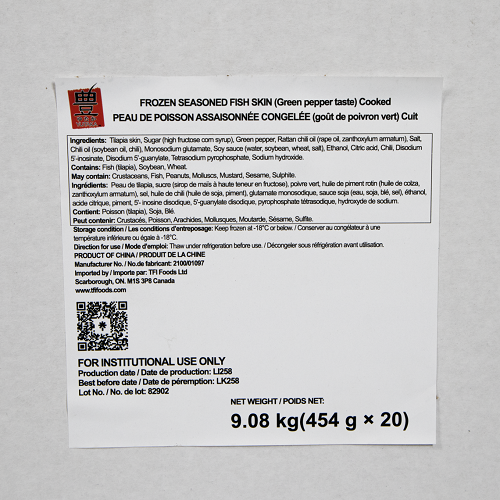 FROZEN SEASONED FISH SKIN (Green pepper taste) Cooked
PEAU DE POISSON ASSAISONNÉE CONGELÉE (goût de poivron vert) Cuit
Ingredients: Tilapia skin, Sugar (high fructose corn syrup), Green pepper, Rattan chili oil (rape oil, zanthoxylum armatum), Salt,
Chili oil (soybean oil, chili), Monosodium glutamate, Soy sauce (water, soybean, wheat, salt), Ethanol, Citric acid, Chili, Disodium
5'-inosinate, Disodium 5'-guanylate, Tetrasodium pyrophosphate, Sodium hydroxide.
Contains: Fish (tilapia), Soybean, Wheat.
May contain: Crustaceans, Fish, Peanuts, Molluscs, Mustard, Sesame, Sulphite.
Ingrédients: Peau de tilapia, sucre (sirop de maïs à haute teneur en fructose), poivre vert, huile de piment rotin (huile de colza,
zanthoxylum armatum), sel, huile de chili (huile de soja, piment), glutamate monosodique, sauce soja (eau, soja, blé, sel), éthanol,
acide citrique, piment, 5'- inosine disodique, 5'-guanylate disodique, pyrophosphate tétrasodique, hydroxyde de sodium.
Contient: Poisson (tilapia), Soja, Blé.
Peut contenir: Crustacés, Poisson, Arachides, Mollusques, Moutarde, Sésame, Sulfite.
Storage condition / Les conditions d'entreposage: Keep frozen at -18°C or below. / Conserver au congélateur à une
température inférieure ou égale à -18°C.
Direction for use / Mode d'emploi: Thaw under refrigeration before use. / Décongeler sous réfrigération avant utilisation.
PRODUCT OF CHINA / PRODUIT DE LA CHINE
Manufacturer No. / No.de fabricant: 2100/01097
Imported by / Importe par: TFI Foods Ltd
Scarborough, ON. M1S 3P8 Canada
www.tfifoods.com
FOR INSTITUTIONAL USE ONLY
Production date / Date de production: LI258
Best before date / Date de péremption: LK258
Lot No. / No. de lot: 82902
NET WEIGHT / POIDS NET:
9.08 kg(454 g × 20)